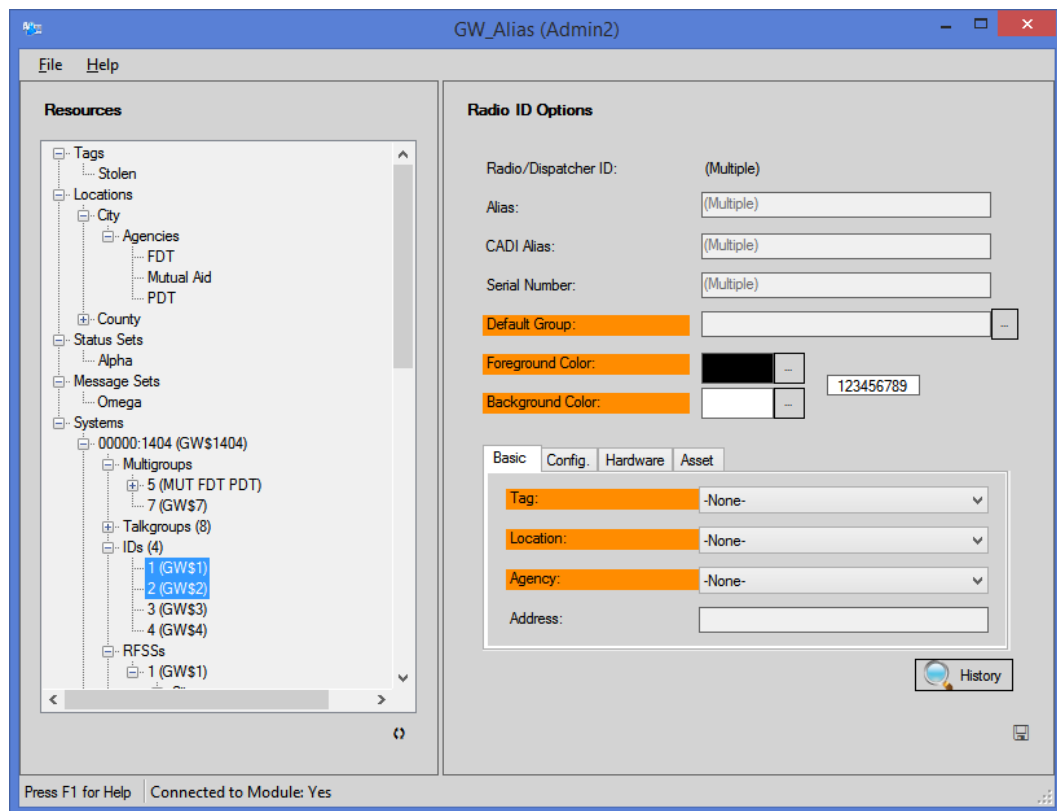 GW_Alias (Admin2)
File Help
Resources
Tags
Stolen
Locations
City
Agencies
FDT
Mutual Aid
PDT
County
Status Sets
Alpha
Message Sets
Omega
Systems
00000:1404 (GW$1404)
Multigroups
5 (MUT FDT PDT)
7 (GW$7)
Talkgroups (8)
IDs (4)
1 (GW$1)
2 (GW$2)
3 (GW$3)
4 (GW$4)
RFSSs
1 (GW$1)
Radio ID Options
Radio/Dispatcher ID: (Multiple)
Alias: (Multiple)
CADI Alias: (Multiple)
Serial Number: (Multiple)
Default Group: ...
Foreground Color: ...
123456789
Background Color: ...
Basic Config. Hardware Asset
Tag: -None-
Location: -None-
Agency: -None-
Address:
History
Press F1 for Help Connected to Module: Yes